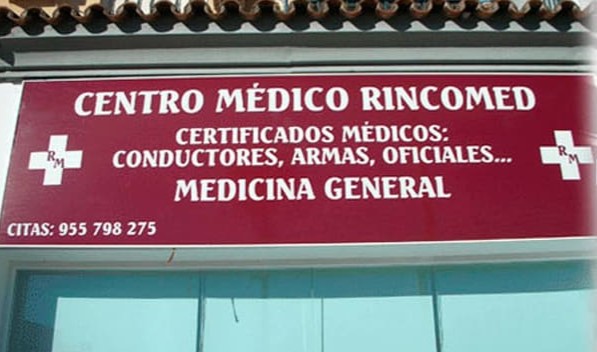 CENTRO MÉDICO RINCOMED
CERTIFICADOS MÉDICOS:
RM
CONDUCTORES, ARMAS, OFICIALES...
RM
MEDICINA GENERAL
CITAS: 955 798 275